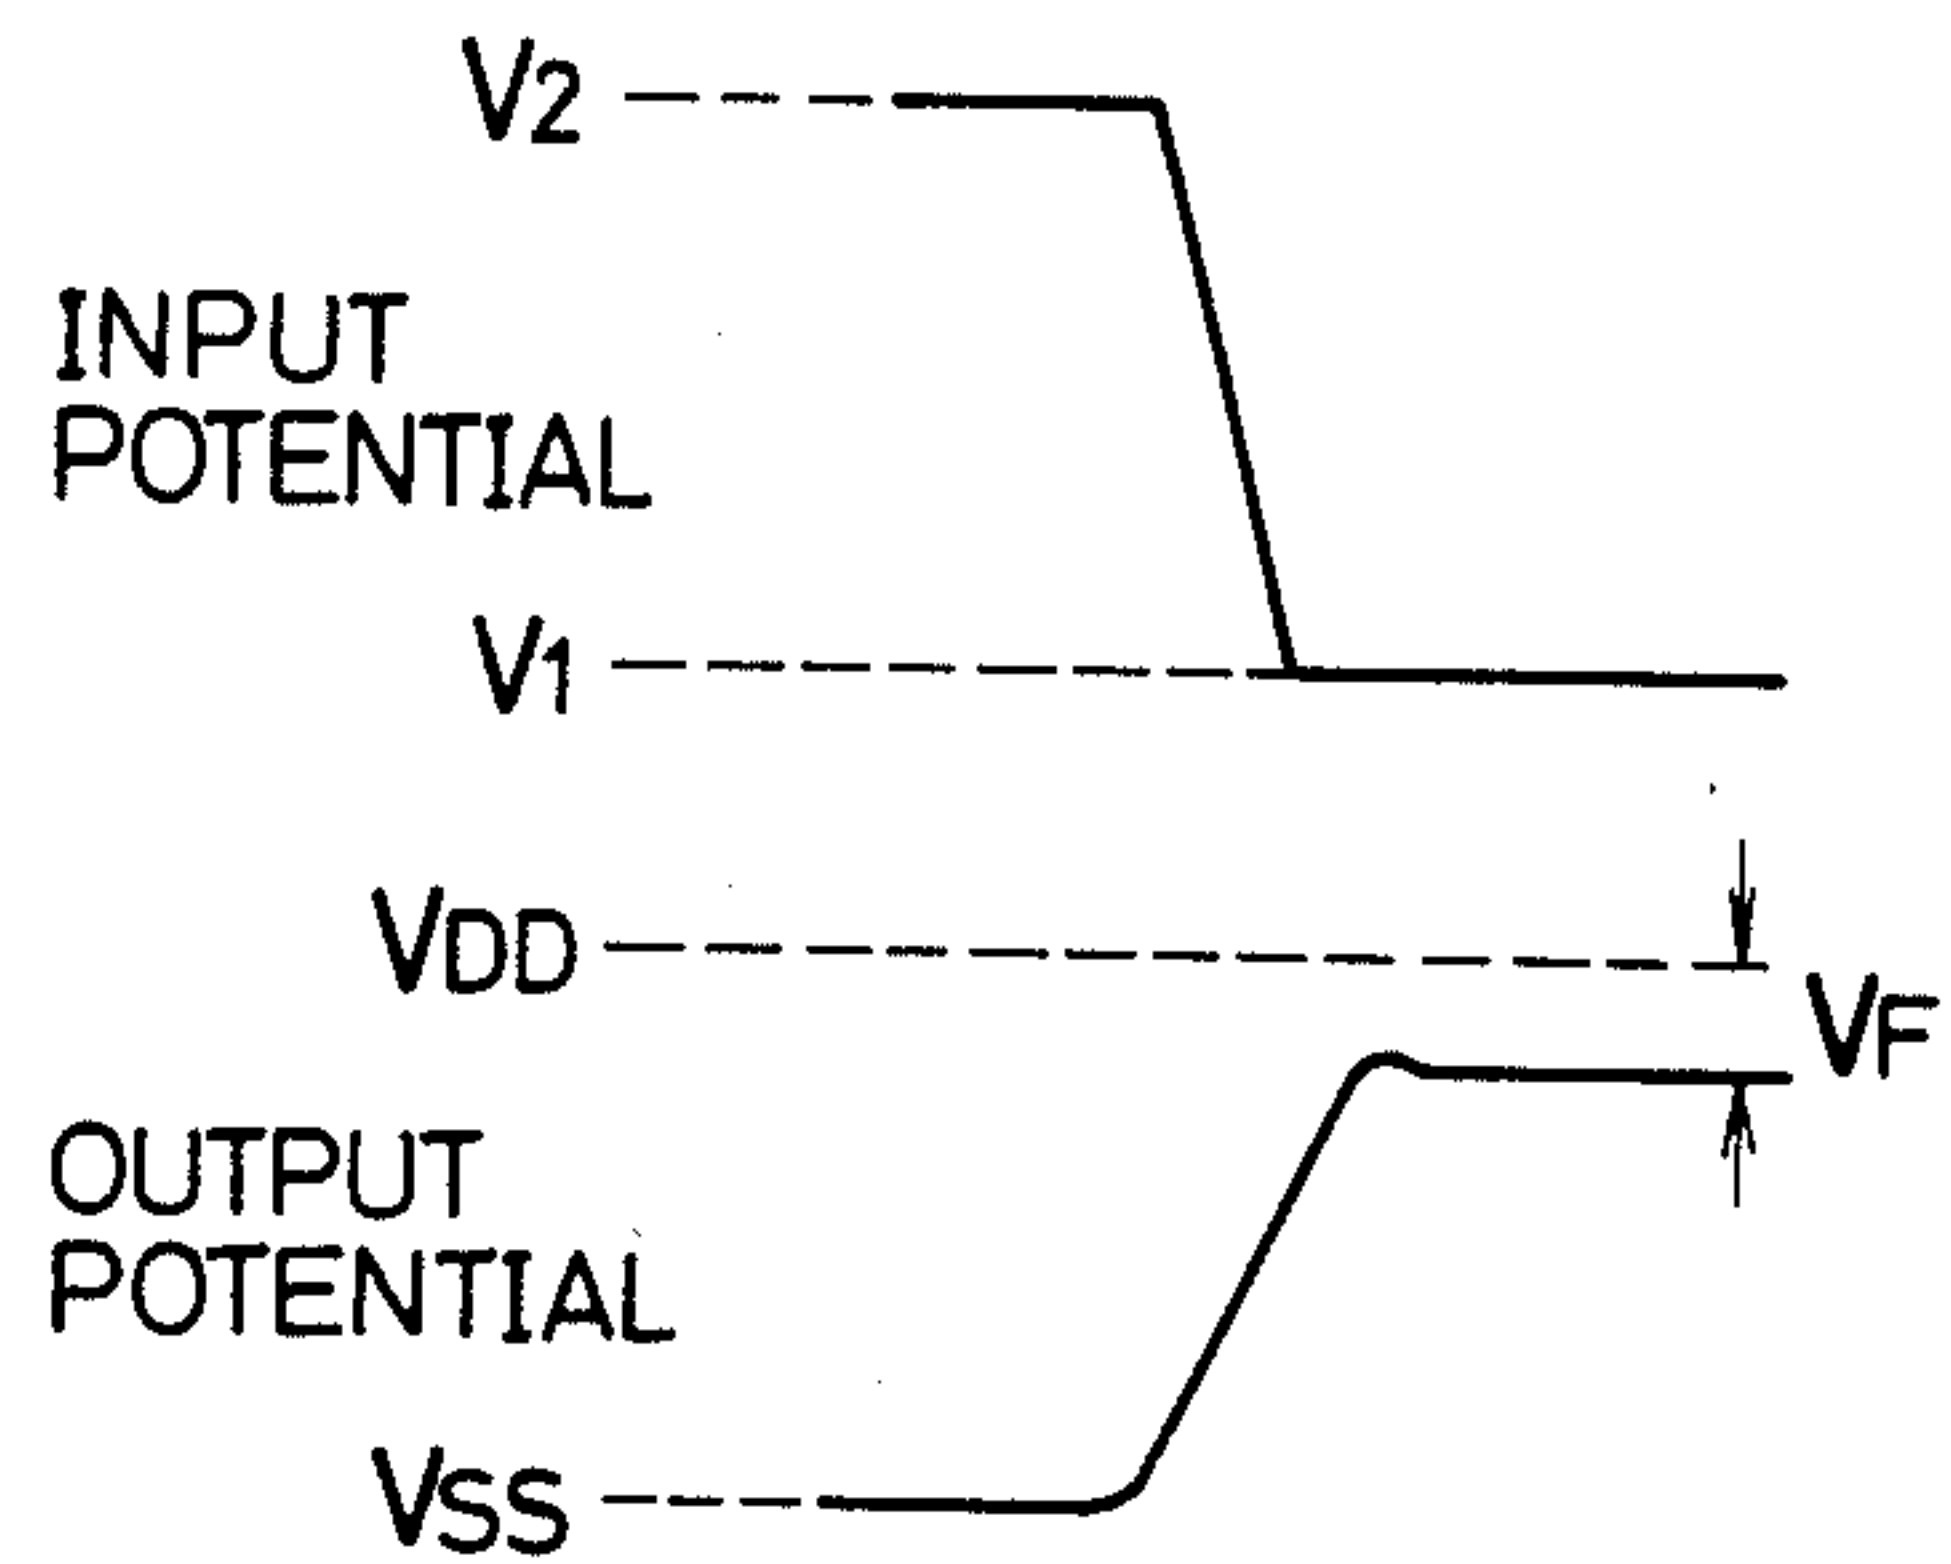 V2
INPUT
POTENTIAL
V1
VDD
VF
OUTPUT
POTENTIAL
VSS